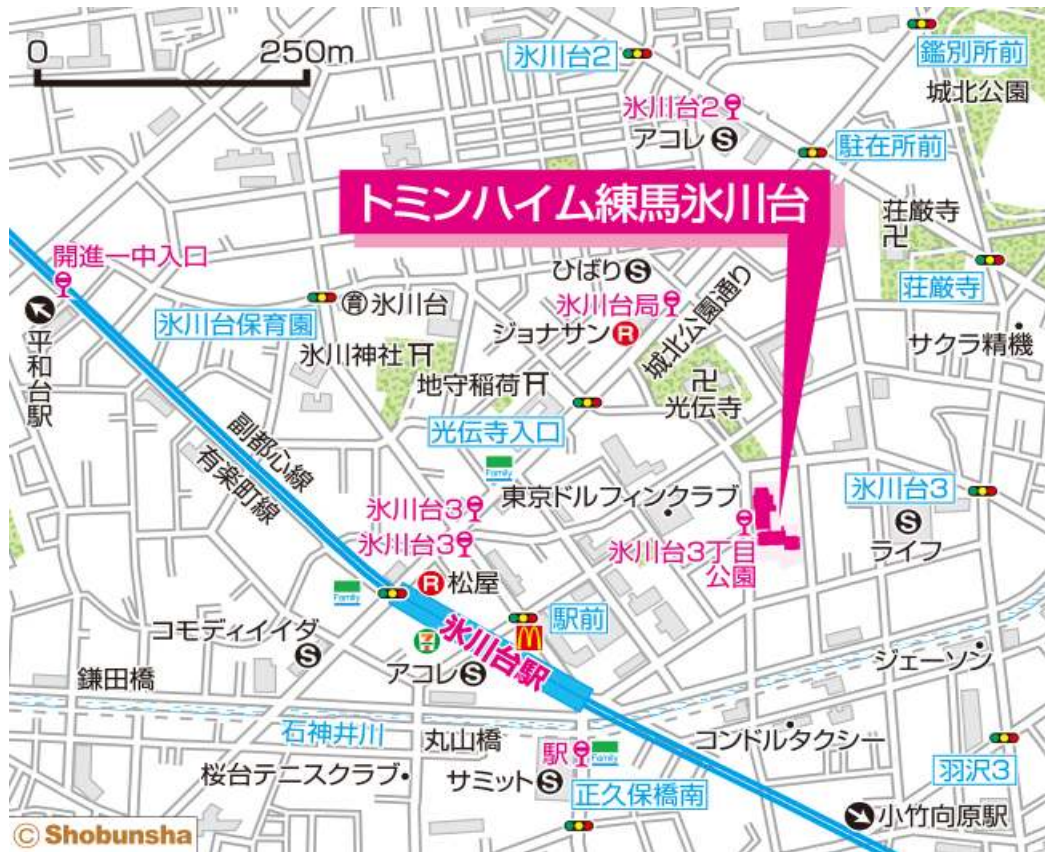 0 250m
氷川台2
鑑別所前
城北公園
氷川台2
アコレ S
駐在所前
トミンハイム練馬氷川台
荘厳寺
卍
荘厳寺
開進一中入口
ひばり S
氷川台局
育 氷川台
氷川台保育園
ジョナサン R
城北公園通り
サクラ精機
平和台駅
氷川神社
地守稲荷
卍
光伝寺
光伝寺入口
副都心線
有楽町線
Family
東京ドルフィンクラブ
氷川台3
S
ライフ
氷川台3
氷川台3
氷川台3丁目
公園
Family
R 松屋
駅前
コモディイイダ
S
7
M
氷川台駅
アコレ S
ジェーソン
鎌田橋
石神井川
丸山橋
駅
Family
コンドルタクシー
羽沢3
桜台テニスクラブ
サミット S
正久保橋南
小竹向原駅
© Shobunsha